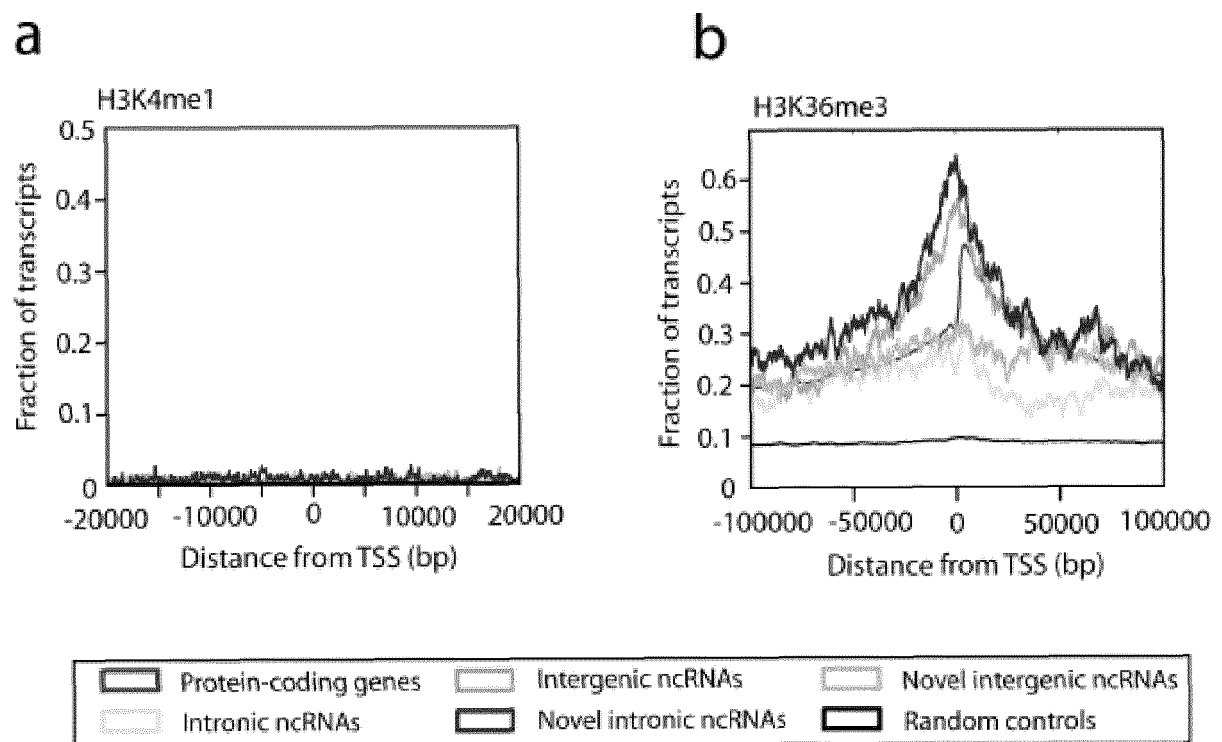 a
H3K4me1
Fraction of transcripts
0.5
0.4
0.3
0.2
0.1
0
-20000 -10000 0 10000 20000
Distance from TSS (bp)
b
H3K36me3
Fraction of transcripts
0.6
0.5
0.4
0.3
0.2
0.1
0
-100000 -50000 0 50000 100000
Distance from TSS (bp)
Protein-coding genes Intergenic ncRNAs Novel intergenic ncRNAs
Intronic ncRNAs Novel intronic ncRNAs Random controls